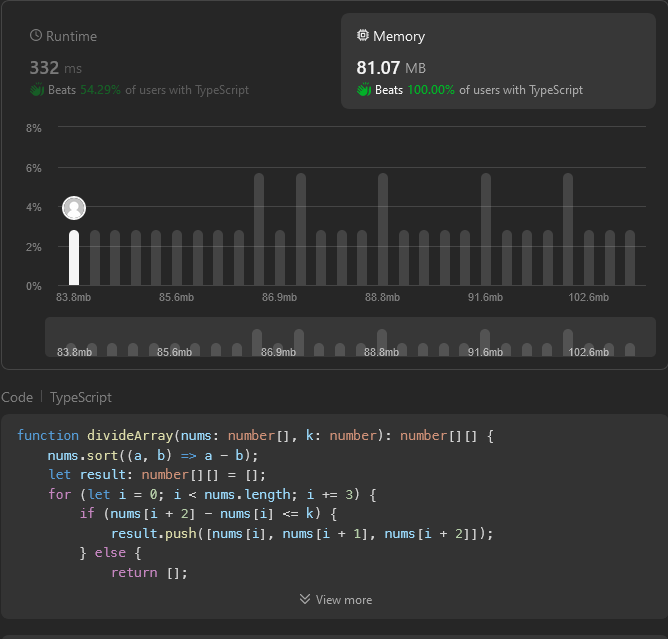 Runtime
Memory
332 ms
81.07 MB
Beats 54.29% of users with TypeScript
Beats 100.00% of users with TypeScript
8%
6%
4%
2%
0%
83.8mb 85.6mb 86.9mb 88.8mb 91.6mb 102.6mb
83.8mb 85.6mb 86.9mb 88.8mb 91.6mb 102.6mb
Code | TypeScript
function divideArray(nums: number[], k: number): number[][] {
    nums.sort((a, b) => a - b);
    let result: number[][] = [];
    for (let i = 0; i < nums.length; i += 3) {
        if (nums[i + 2] - nums[i] <= k) {
            result.push([nums[i], nums[i + 1], nums[i + 2]]);
        } else {
            return [];
View more